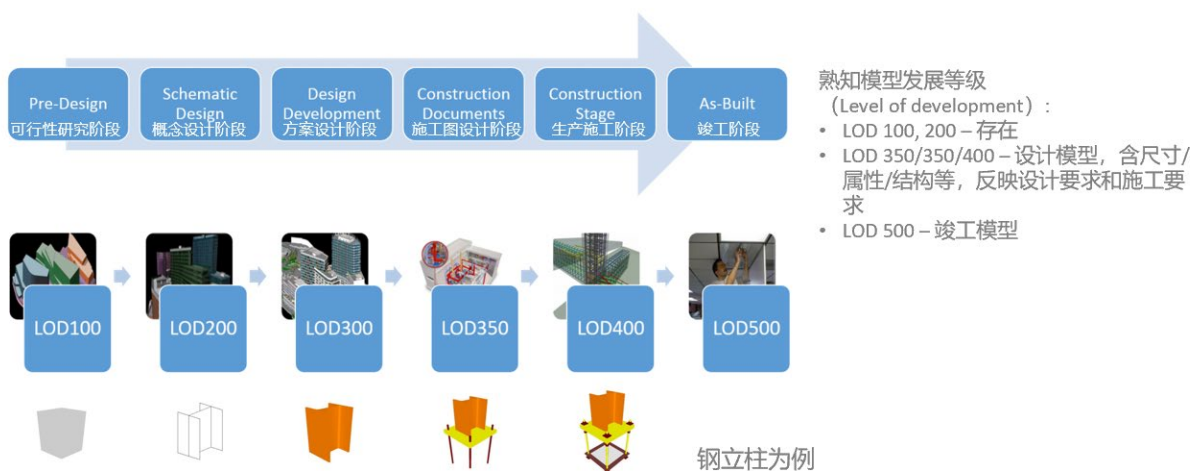 Pre-Design
可行性研究阶段
Schematic
Design
概念设计阶段
Design
Development
方案设计阶段
Construction
Documents
施工图设计阶段
Construction
Stage
生产施工阶段
As-Built
竣工阶段
熟知模型发展等级
（Level of development）:
• LOD 100, 200 – 存在
• LOD 350/350/400 – 设计模型，含尺寸/
属性/结构等，反映设计要求和施工要
求
• LOD 500 – 竣工模型
LOD100
LOD200
LOD300
LOD350
LOD400
LOD500
钢立柱为例